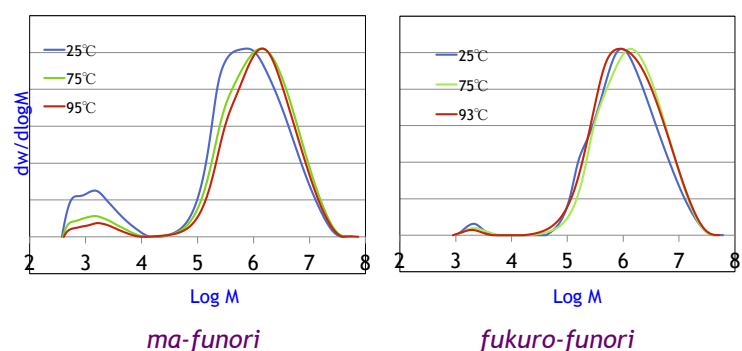 25℃
75℃
95℃
dw/dlogM
2 3 4 5 6 7 8
Log M
ma-funori
25℃
75℃
93℃
2 3 4 5 6 7 8
Log M
fukuro-funori